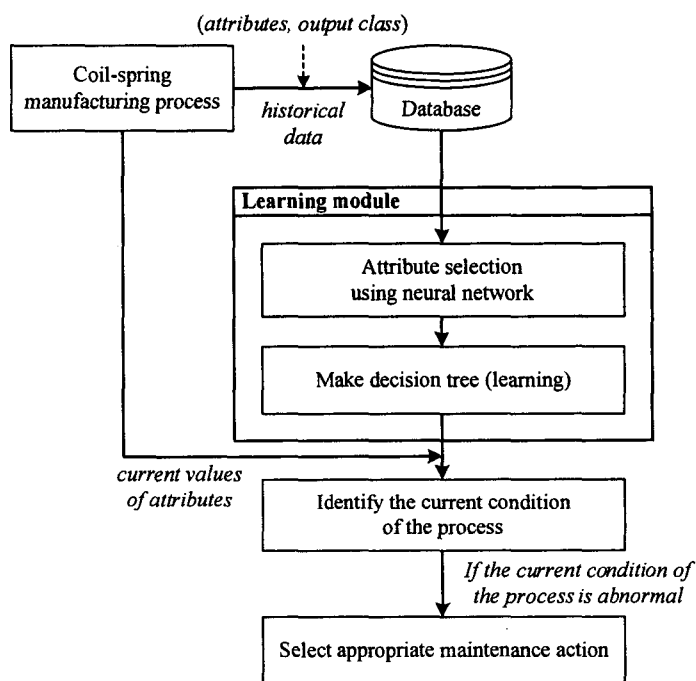 (attributes, output class)
Coil-spring
manufacturing process
historical
data
Database
Learning module
Attribute selection
using neural network
Make decision tree (learning)
current values
of attributes
Identify the current condition
of the process
If the current condition of
the process is abnormal
Select appropriate maintenance action